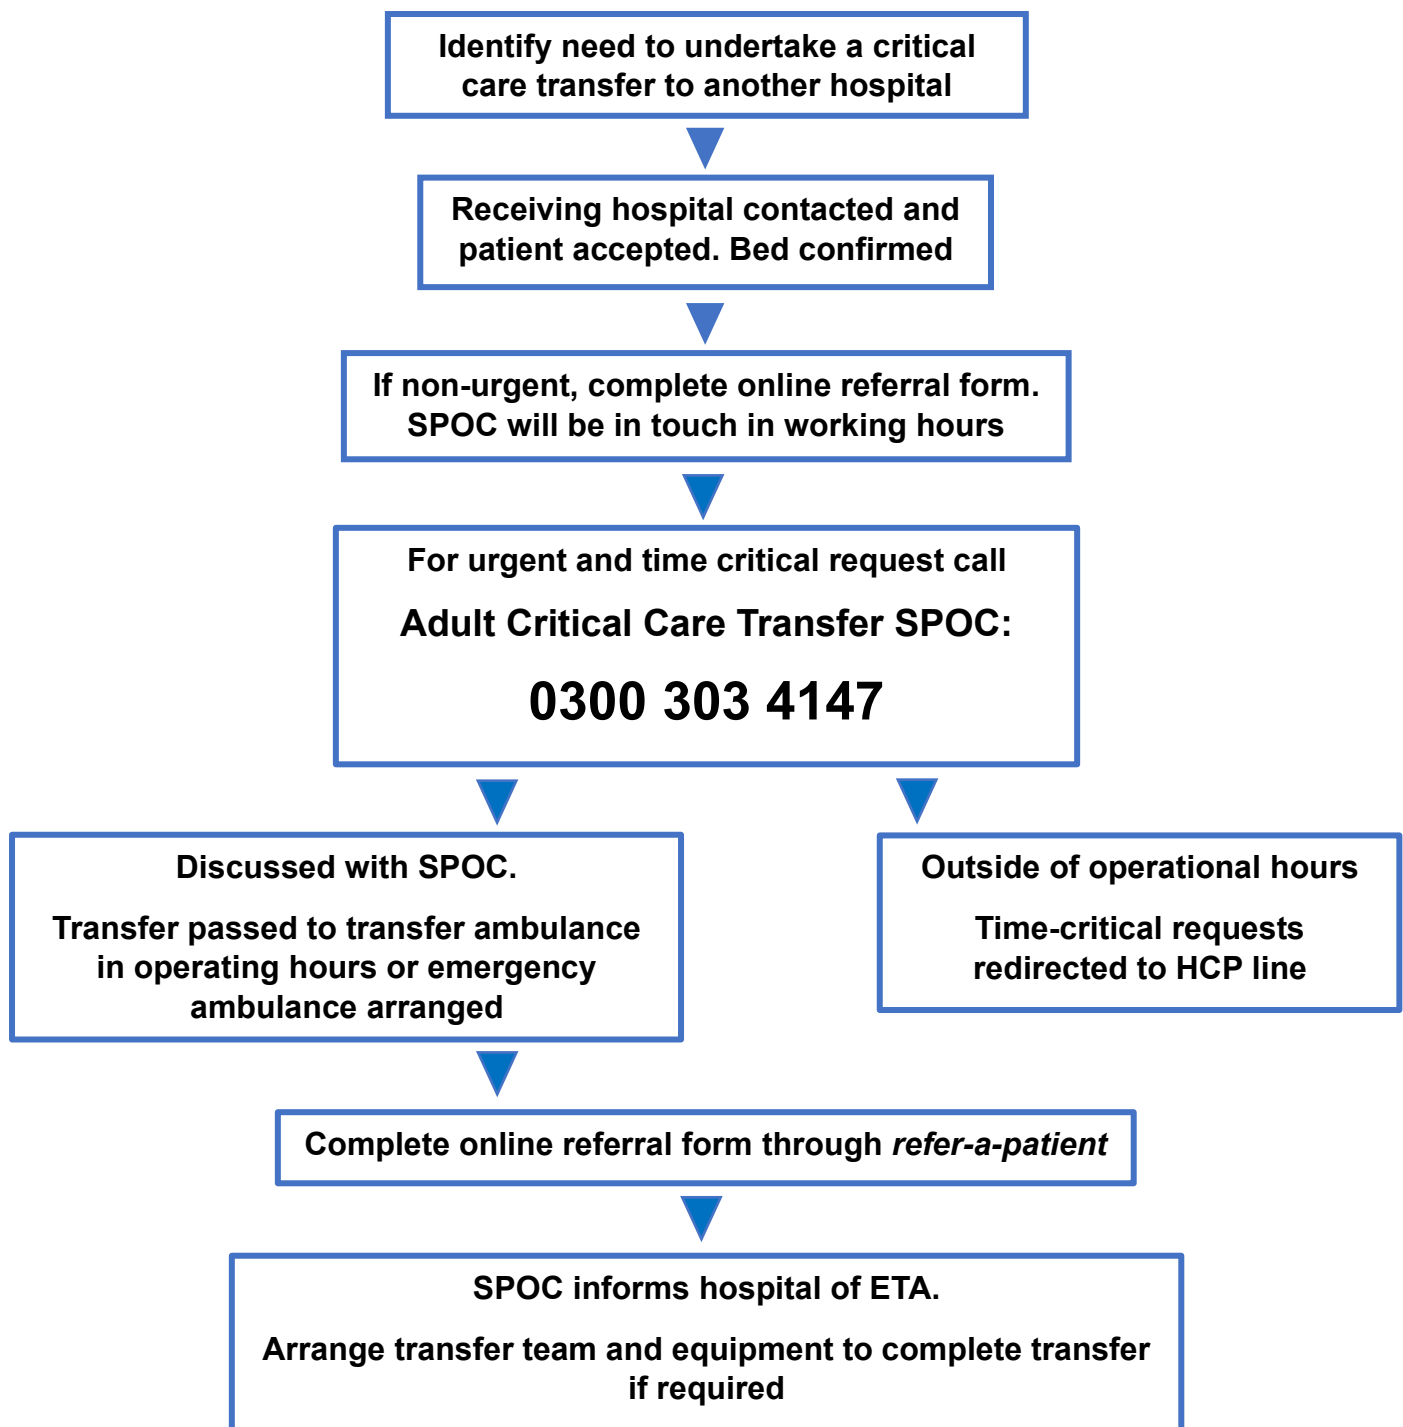 Identify need to undertake a critical
care transfer to another hospital
Receiving hospital contacted and
patient accepted. Bed confirmed
If non-urgent, complete online referral form.
SPOC will be in touch in working hours
For urgent and time critical request call
Adult Critical Care Transfer SPOC:
0300 303 4147
Discussed with SPOC.
Transfer passed to transfer ambulance
in operating hours or emergency
ambulance arranged
Outside of operational hours
Time-critical requests
redirected to HCP line
Complete online referral form through refer-a-patient
SPOC informs hospital of ETA.
Arrange transfer team and equipment to complete transfer
if required